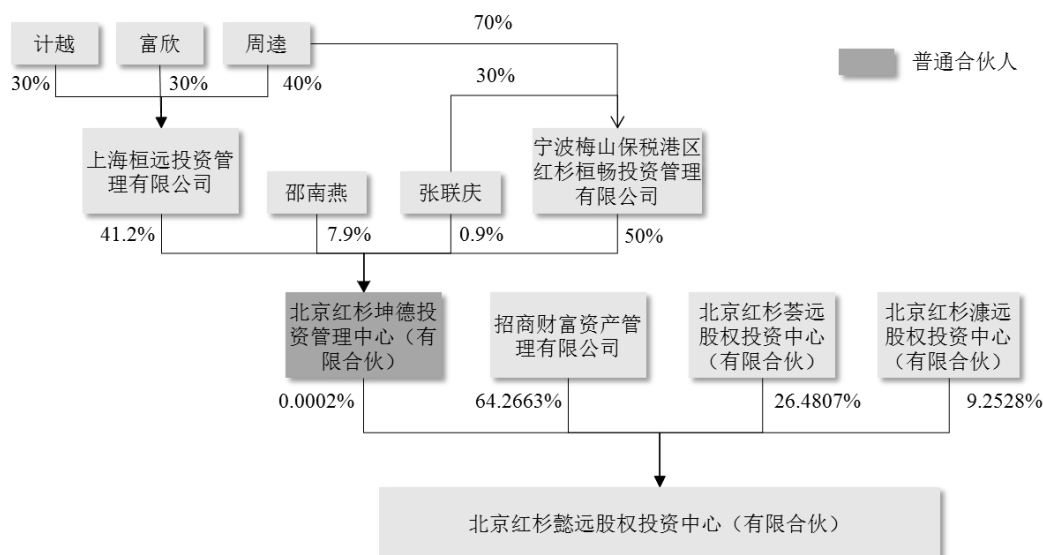 70%
计越
富欣
周逵
普通合伙人
30%
30%
40%
30%
上海桓远投资管
理有限公司
宁波梅山保税港区
红杉桓畅投资管理
有限公司
邵南燕
张联庆
41.2%
7.9%
0.9%
50%
北京红杉坤德投
资管理中心（有
限合伙）
招商财富资产管
理有限公司
北京红杉荟远
股权投资中心
（有限合伙）
北京红杉溓远
股权投资中心
（有限合伙）
0.0002%
64.2663%
26.4807%
9.2528%
北京红杉懿远股权投资中心（有限合伙）